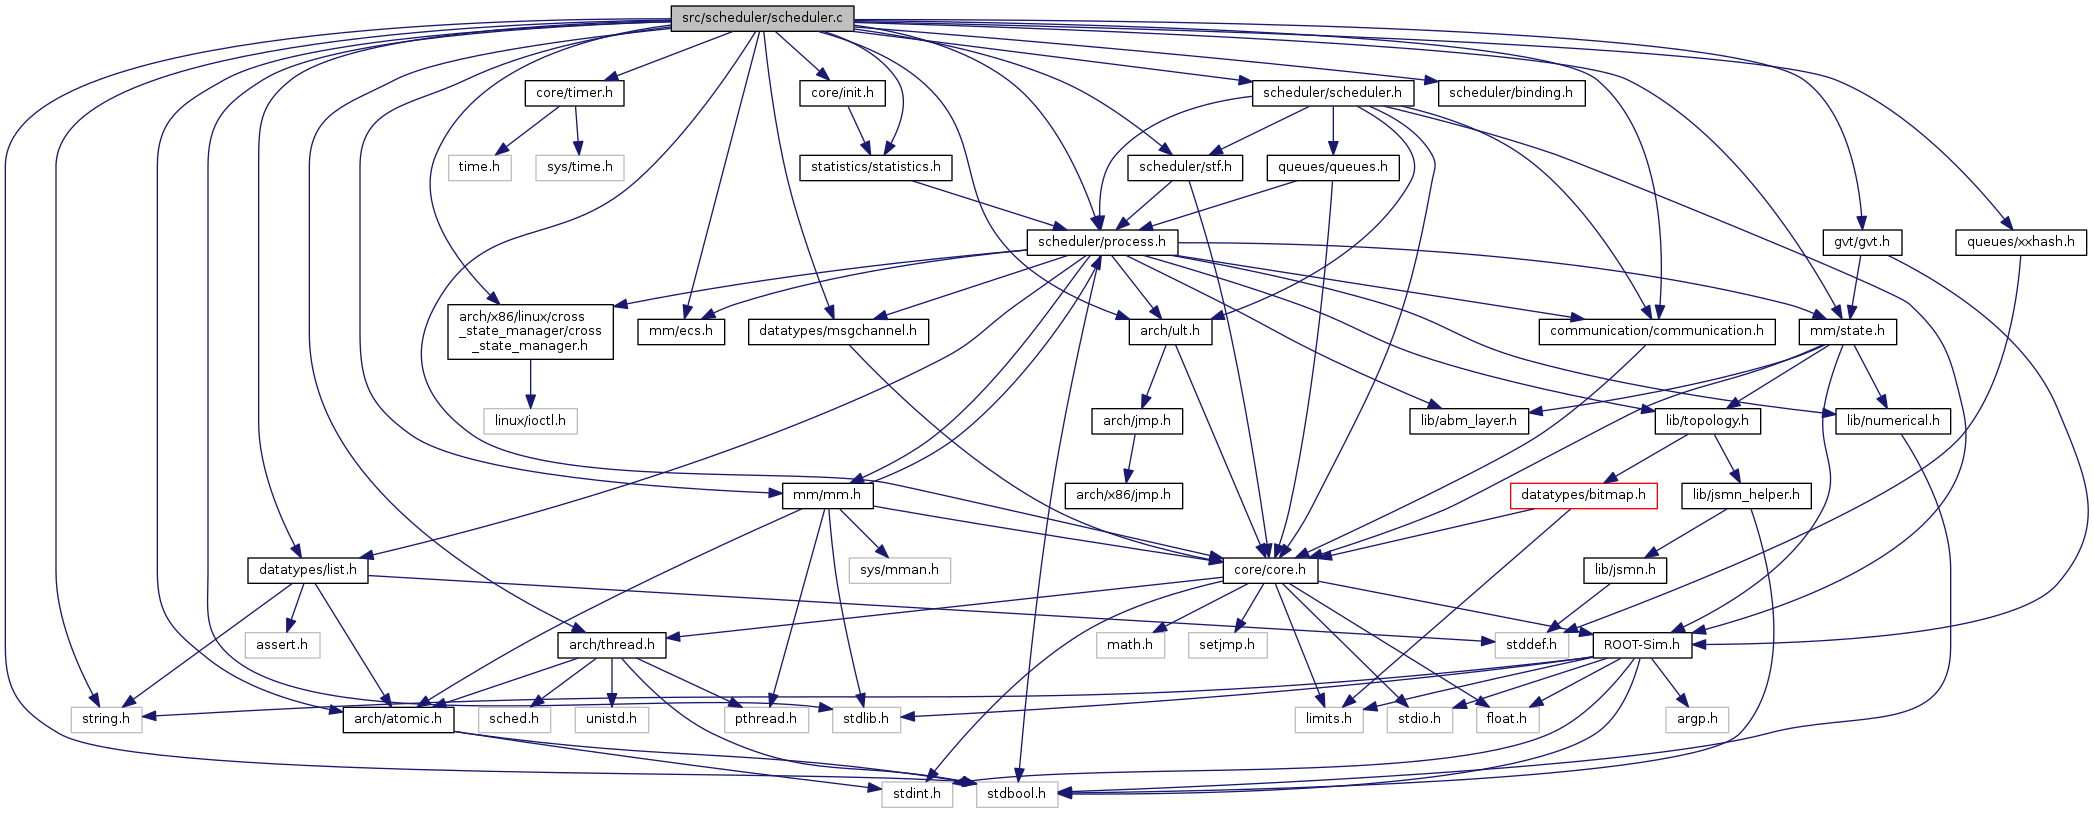 src/scheduler/scheduler.c
core/timer.h
core/init.h
scheduler/scheduler.h
scheduler/binding.h
time.h
sys/time.h
statistics/statistics.h
scheduler/stf.h
queues/queues.h
scheduler/process.h
gvt/gvt.h
queues/xxhash.h
arch/x86/linux/cross
_state_manager/cross
_state_manager.h
mm/ecs.h
datatypes/msgchannel.h
arch/ult.h
communication/communication.h
mm/state.h
linux/ioctl.h
arch/jmp.h
lib/abm_layer.h
lib/topology.h
lib/numerical.h
mm/mm.h
arch/x86/jmp.h
datatypes/bitmap.h
lib/jsmn_helper.h
datatypes/list.h
sys/mman.h
core/core.h
lib/jsmn.h
assert.h
arch/thread.h
math.h
setjmp.h
stddef.h
ROOT-Sim.h
string.h
arch/atomic.h
sched.h
unistd.h
pthread.h
stdlib.h
limits.h
stdio.h
float.h
argp.h
stdint.h
stdbool.h